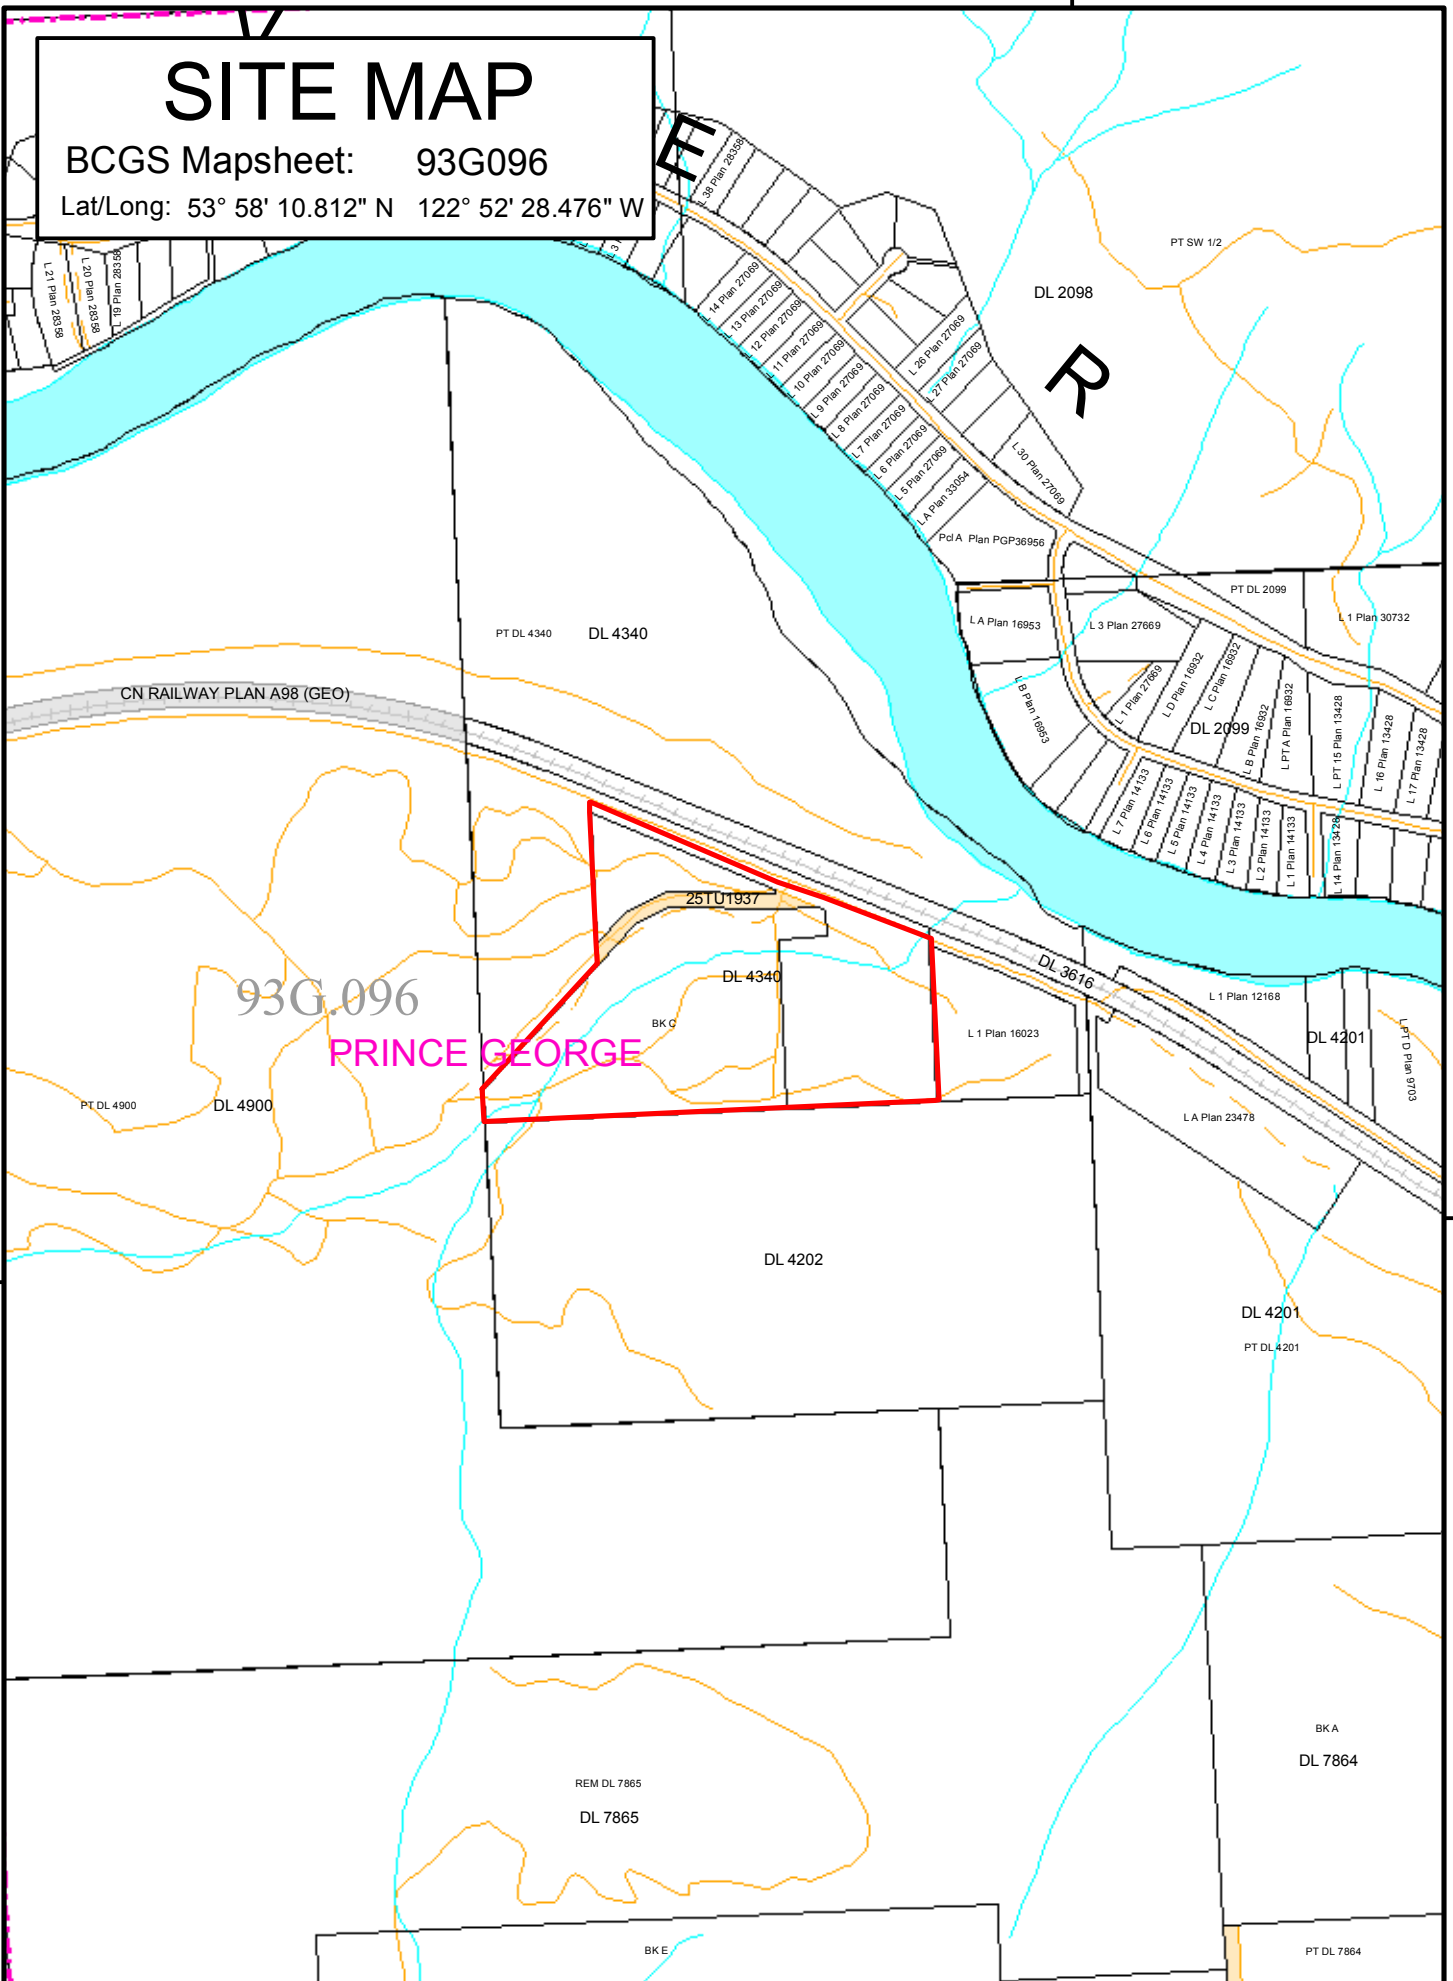 SITE MAP
BCGS Mapsheet: 93G096
Lat/Long: 53° 58' 10.812" N 122° 52' 28.476" W
F
R
L 38 Plan 28358
L 21 Plan 28358
L 20 Plan 28358
L 19 Plan 28358
PT SW 1/2
DL 2098
L 14 Plan 27069
L 13 Plan 27069
L 12 Plan 27069
L 11 Plan 27069
L 10 Plan 27069
L 9 Plan 27069
L 8 Plan 27069
L 7 Plan 27069
L 6 Plan 27069
L 5 Plan 27069
L A Plan 33054
L 26 Plan 27069
L 27 Plan 27069
L 30 Plan 27069
Pcl A Plan PGP36956
PT DL 2099
L 1 Plan 30732
L A Plan 16953
L 3 Plan 27669
PT DL 4340
DL 4340
L B Plan 16953
L 1 Plan 27669
L D Plan 16932
L C Plan 16932
DL 2099
L B Plan 16932
L PT A Plan 16932
L PT 15 Plan 13428
L 16 Plan 13428
L 17 Plan 13428
CN RAILWAY PLAN A98 (GEO)
L 7 Plan 14133
L 6 Plan 14133
L 5 Plan 14133
L 4 Plan 14133
L 3 Plan 14133
L 2 Plan 14133
L 1 Plan 14133
L 14 Plan 13428
25TU1937
DL 4340
DL 3616
93G.096
L 1 Plan 12168
BK C
L 1 Plan 16023
DL 4201
L PT D Plan 9703
PRINCE GEORGE
PT DL 4900
DL 4900
L A Plan 23478
DL 4202
DL 4201
PT DL 4201
BK A
DL 7864
REM DL 7865
DL 7865
BK E
PT DL 7864